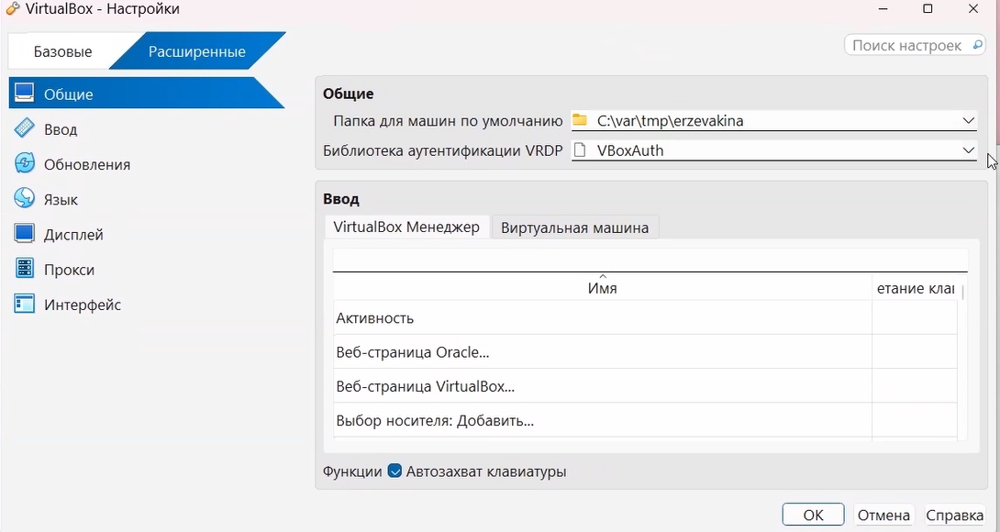 VirtualBox - Настройки
Базовые
Расширенные
Поиск настроек
Общие
Ввод
Обновления
Язык
Дисплей
Прокси
Интерфейс
Общие
Папка для машин по умолчанию C:\var\tmp\erzevakina
Библиотека аутентификации VRDP VBoxAuth
Ввод
VirtualBox Менеджер Виртуальная машина
Имя етание клаі
Активность
Веб-страница Oracle...
Веб-страница VirtualBox...
Выбор носителя: Добавить...
Функции Автозахват клавиатуры
OK Отмена Справка